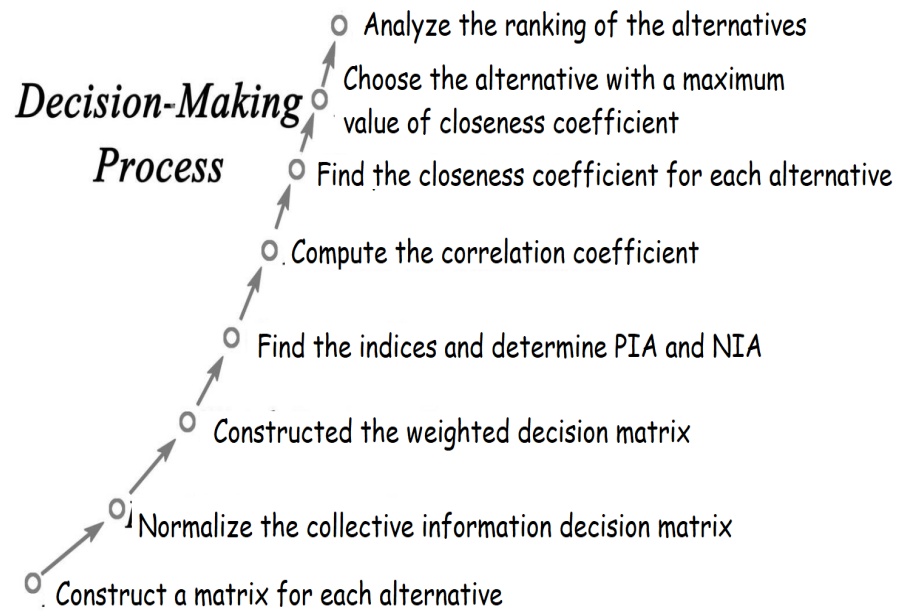 Analyze the ranking of the alternatives
Choose the alternative with a maximum
value of closeness coefficient
Decision-Making
Process
Find the closeness coefficient for each alternative
Compute the correlation coefficient
Find the indices and determine PIA and NIA
Constructed the weighted decision matrix
Normalize the collective information decision matrix
Construct a matrix for each alternative